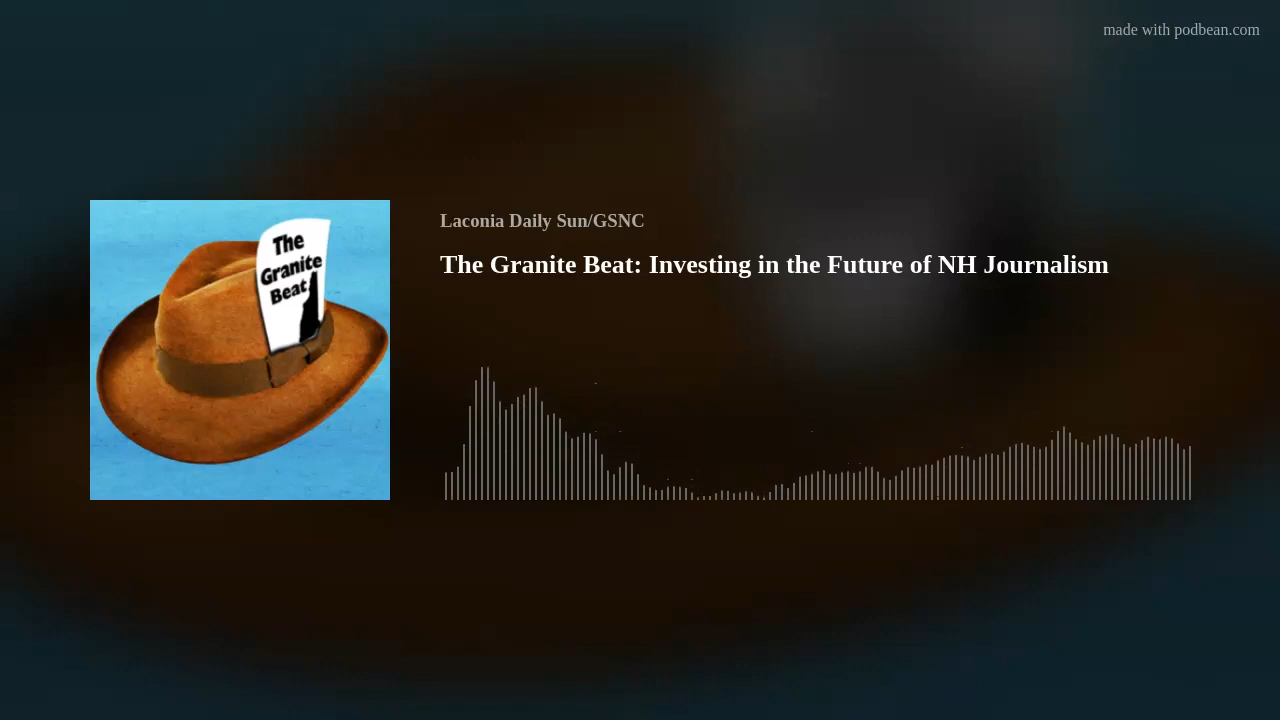 made with podbean.com
Laconia Daily Sun/GSNC
The Granite Beat: Investing in the Future of NH Journalism
The
Granite
Beat